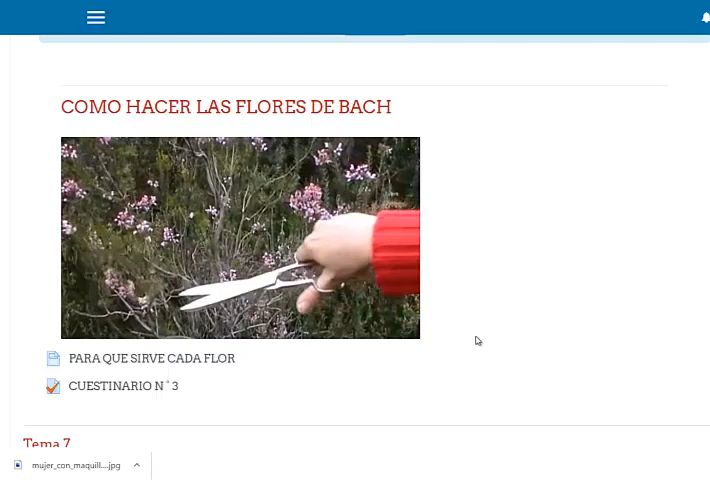 COMO HACER LAS FLORES DE BACH
PARA QUE SIRVE CADA FLOR
CUESTINARIO N°3
Tema 7
mujer_con_maquill....jpg